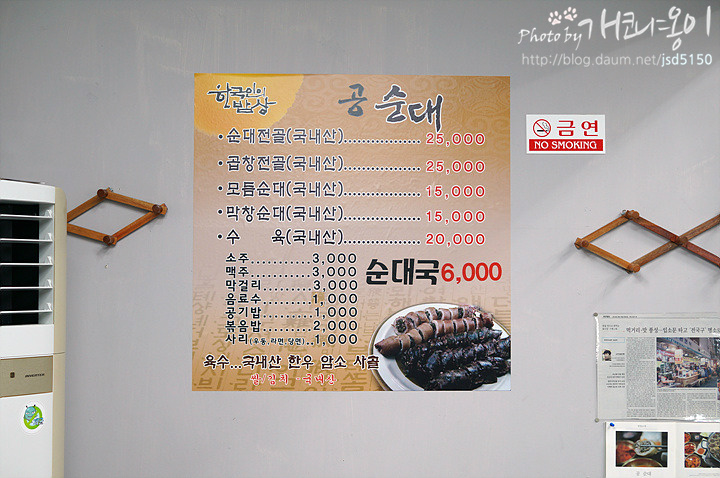 Photo by 개코냐옹이
http://blog.daum.net/jsd5150
한국인의 밥상
공 순대
·순대전골(국내산)................ 25,000
·곱창전골(국내산)................ 25,000
·모듬순대(국내산)................ 15,000
·막창순대(국내산)................ 15,000
·수 육(국내산)................ 20,000
소주..........3,000
맥주..........3,000
막걸리........3,000
음료수........1,000
공기밥........1,000
볶음밥........2,000
사리(우동,라면,당면)..1,000
순대국6,000
육수...국내산 한우 암소 사골
쌀/김치 -국내산
금연
NO SMOKING
공 순대